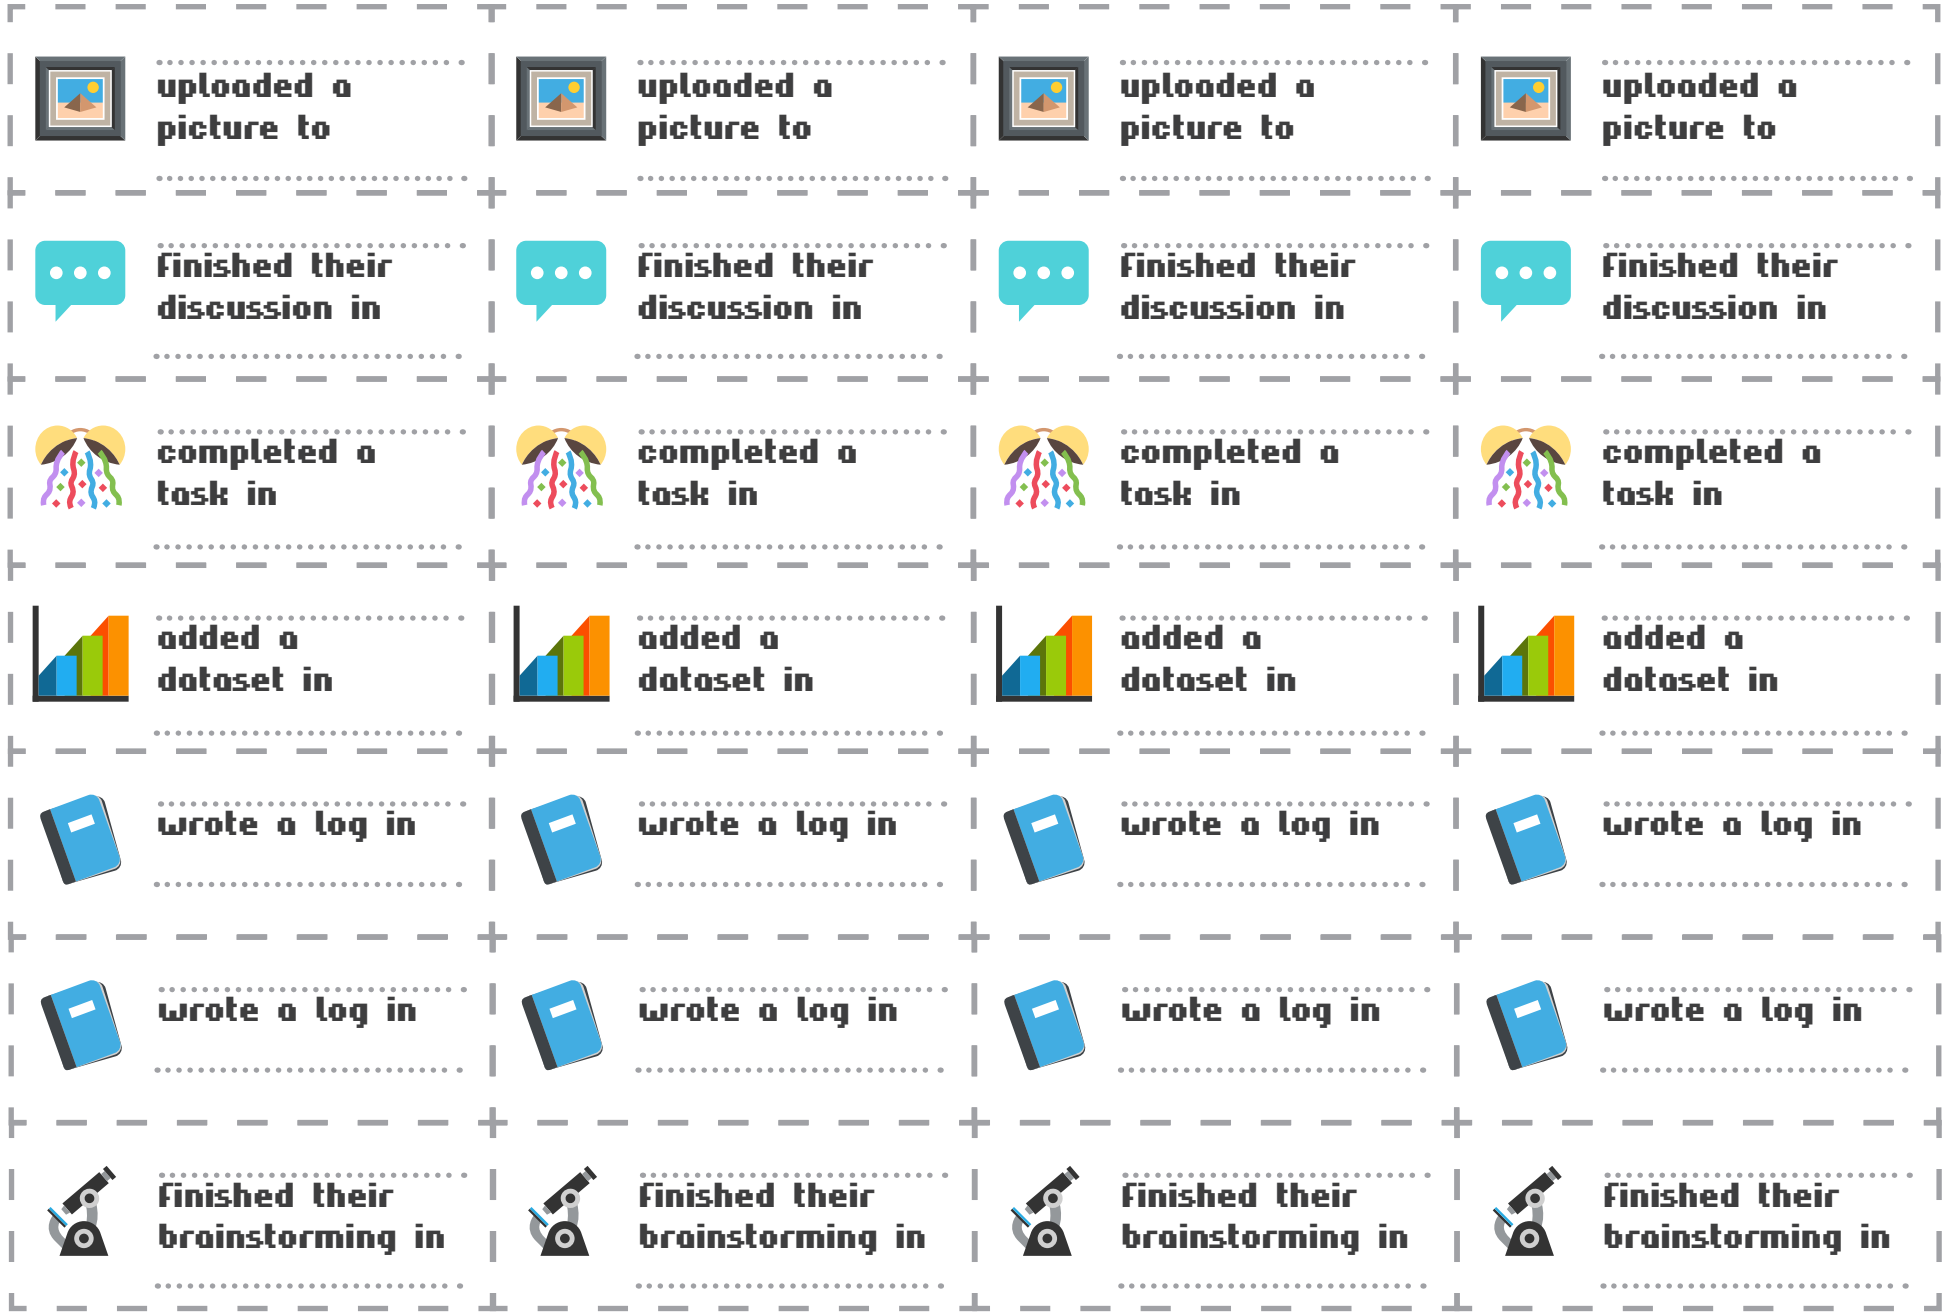 uploaded a
picture to
uploaded a
picture to
uploaded a
picture to
uploaded a
picture to
finished their
discussion in
finished their
discussion in
finished their
discussion in
finished their
discussion in
completed a
task in
completed a
task in
completed a
task in
completed a
task in
added a
dataset in
added a
dataset in
added a
dataset in
added a
dataset in
wrote a log in
wrote a log in
wrote a log in
wrote a log in
wrote a log in
wrote a log in
wrote a log in
wrote a log in
finished their
brainstorming in
finished their
brainstorming in
finished their
brainstorming in
finished their
brainstorming in